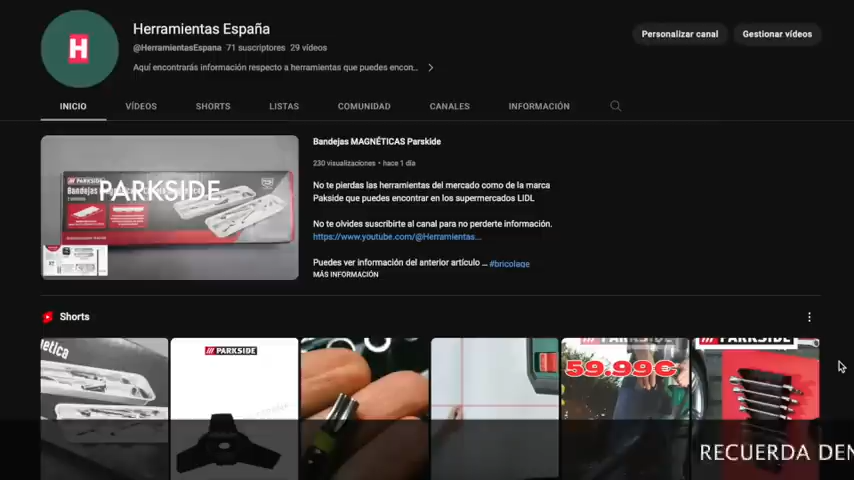 Herramientas España
@HerramientasEspana 71 suscriptores 29 vídeos
Aquí encontrarás información respecto a herramientas que puedes encon...
Personalizar canal
Gestionar vídeos
INICIO VÍDEOS SHORTS LISTAS COMUNIDAD CANALES INFORMACIÓN
PARKSIDE
Bandejas MAGNÉTICAS Parskide
230 visualizaciones • hace 1 día
No te pierdas las herramientas del mercado como de la marca
Pakside que puedes encontrar en los supermercados LIDL
No te olvides suscribirte al canal para no perderte información.
https://www.youtube.com/@Herramientas...
Puedes ver información del anterior artículo ... #bricolage
MÁS INFORMACIÓN
Shorts
PARKSIDE
59.99€
RECUERDA DEN